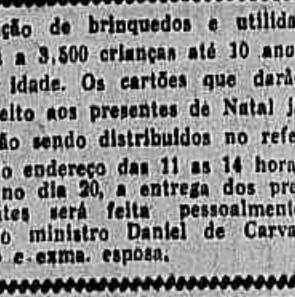 ção de brinquedos e utilida
s a 3.500 crianças até 10 ano
idade. Os cartões que darã
eito aos presentes de Natal j
ão sendo distribuidos no refe
o endereço das 11 as 14 hora
no dia 20, a entrega dos pre
ntes será feita pessoalment
o ministro Daniel de Carva
o e exma. esposa.